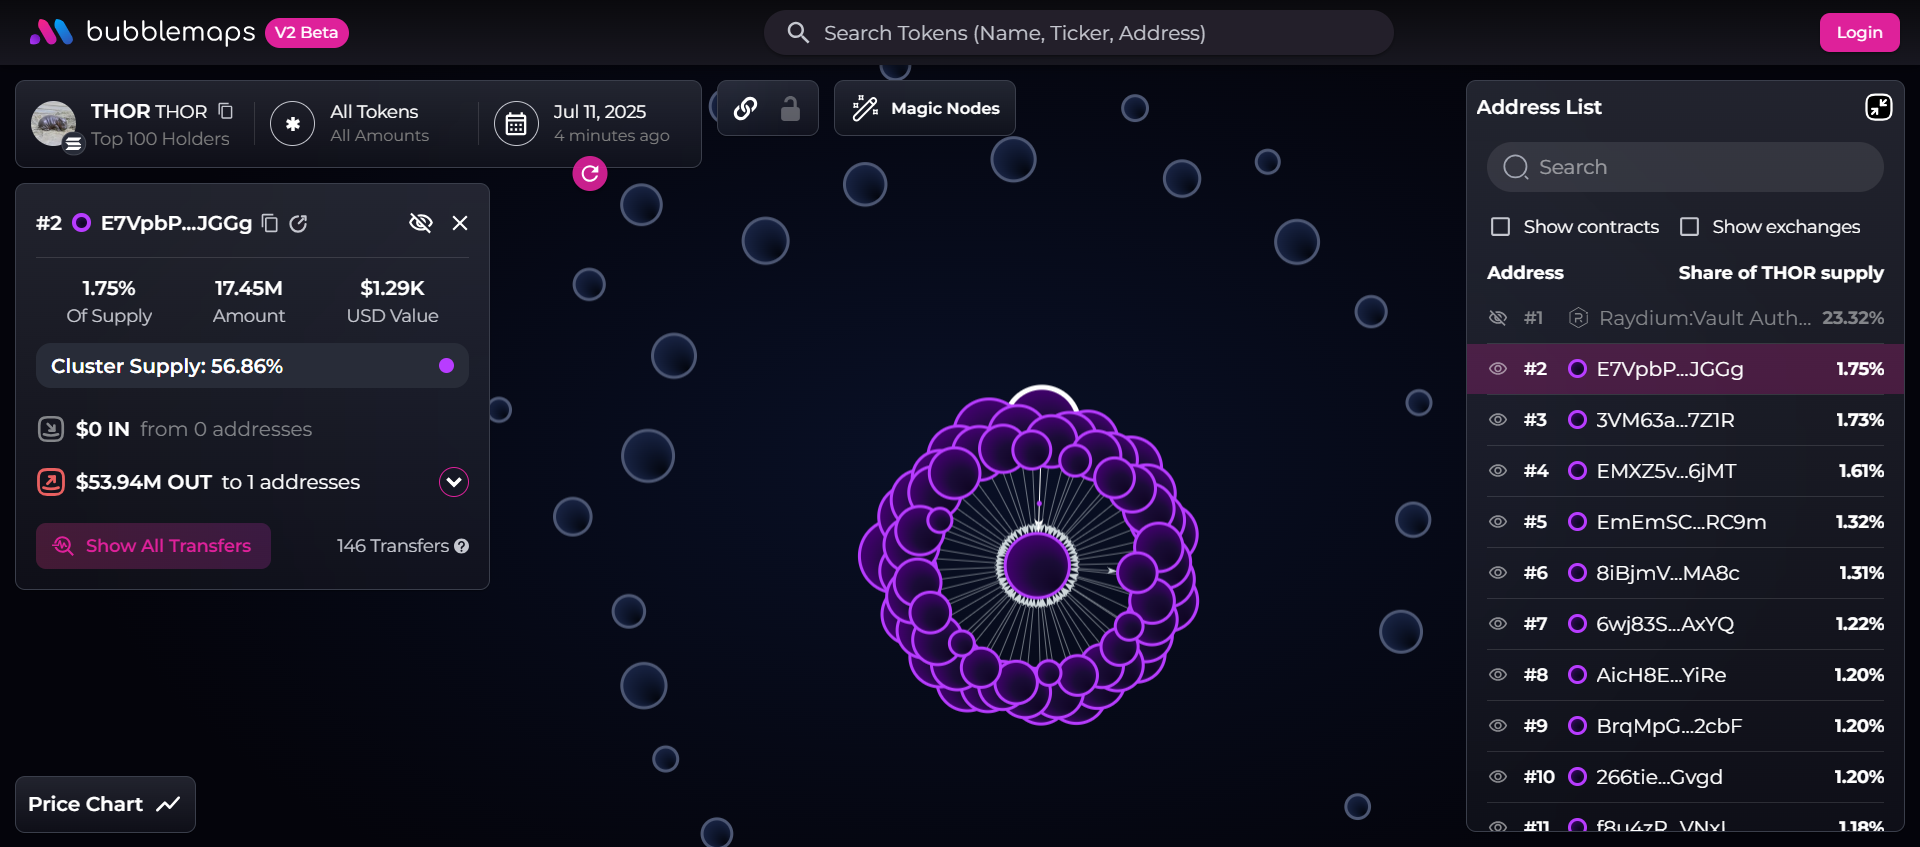 bubblemaps V2 Beta
Search Tokens (Name, Ticker, Address)
Login
THOR THOR
Top 100 Holders
All Tokens
All Amounts
Jul 11, 2025
4 minutes ago
Magic Nodes
#2 E7VpbP...JGGg
1.75% 17.45M $1.29K
Of Supply Amount USD Value
Cluster Supply: 56.86%
$0 IN from 0 addresses
$53.94M OUT to 1 addresses
Show All Transfers 146 Transfers ?
Price Chart
Address List
Search
Show contracts Show exchanges
Address Share of THOR supply
#1 Raydium:Vault Auth... 23.32%
#2 E7VpbP...JGGg 1.75%
#3 3VM63a...7Z1R 1.73%
#4 EMXZ5v...6jMT 1.61%
#5 EmEmSC...RC9m 1.32%
#6 8iBjmV...MA8c 1.31%
#7 6wj83S...AxYQ 1.22%
#8 AicH8E...YiRe 1.20%
#9 BrqMpG...2cbF 1.20%
#10 266tie...Gvgd 1.20%
#11 1.18%